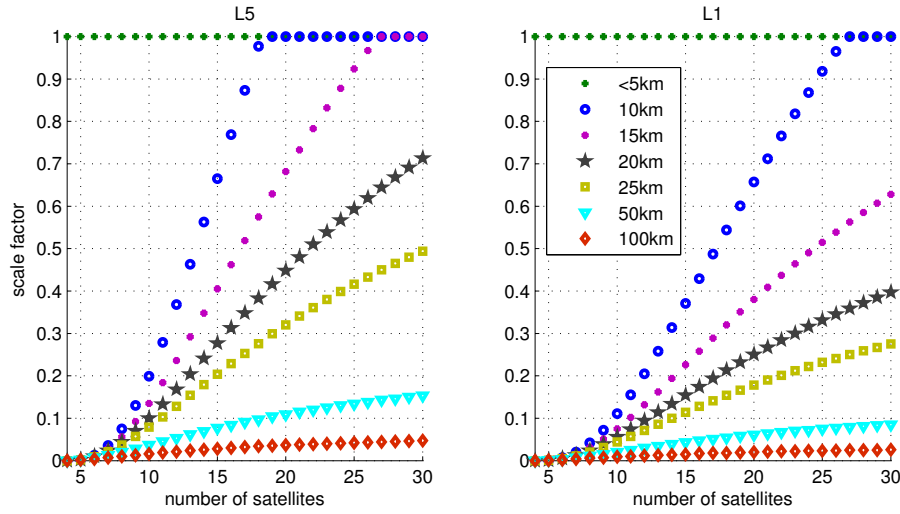 L5
L1
scale factor
1
0.9
0.8
0.7
0.6
0.5
0.4
0.3
0.2
0.1
0
5 10 15 20 25 30
number of satellites
1
0.9
0.8
0.7
0.6
0.5
0.4
0.3
0.2
0.1
0
5 10 15 20 25 30
number of satellites
<5km
10km
15km
20km
25km
50km
100km